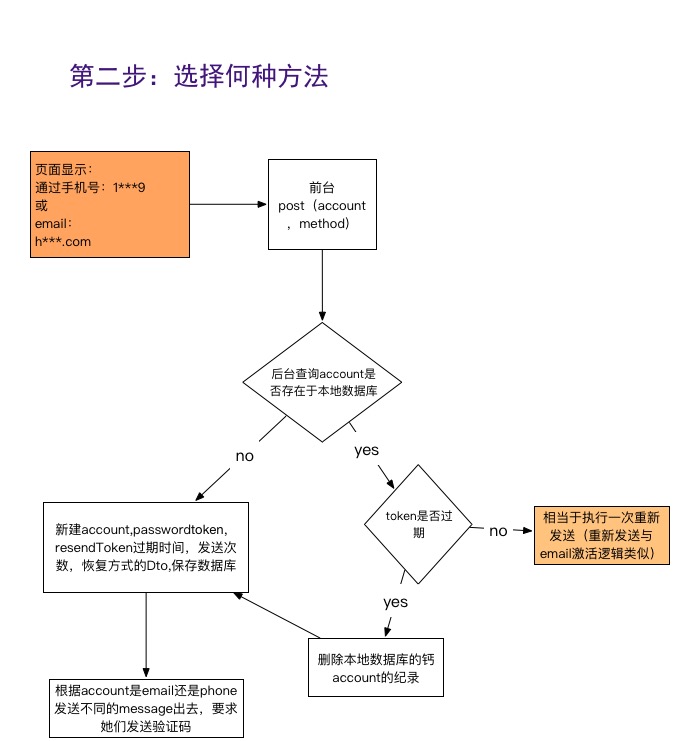 第二步：选择何种方法
页面显示：
通过手机号：1***9
或
email：
h***.com
前台
post（account
，method）
后台查询account是
否存在于本地数据库
no
yes
新建account,passwordtoken,
resendToken过期时间，发送次
数，恢复方式的Dto,保存数据库
token是否过
期
no
相当于执行一次重新
发送（重新发送与
email激活逻辑类似）
yes
删除本地数据库的钙
account的纪录
根据account是email还是phone
发送不同的message出去，要求
她们发送验证码